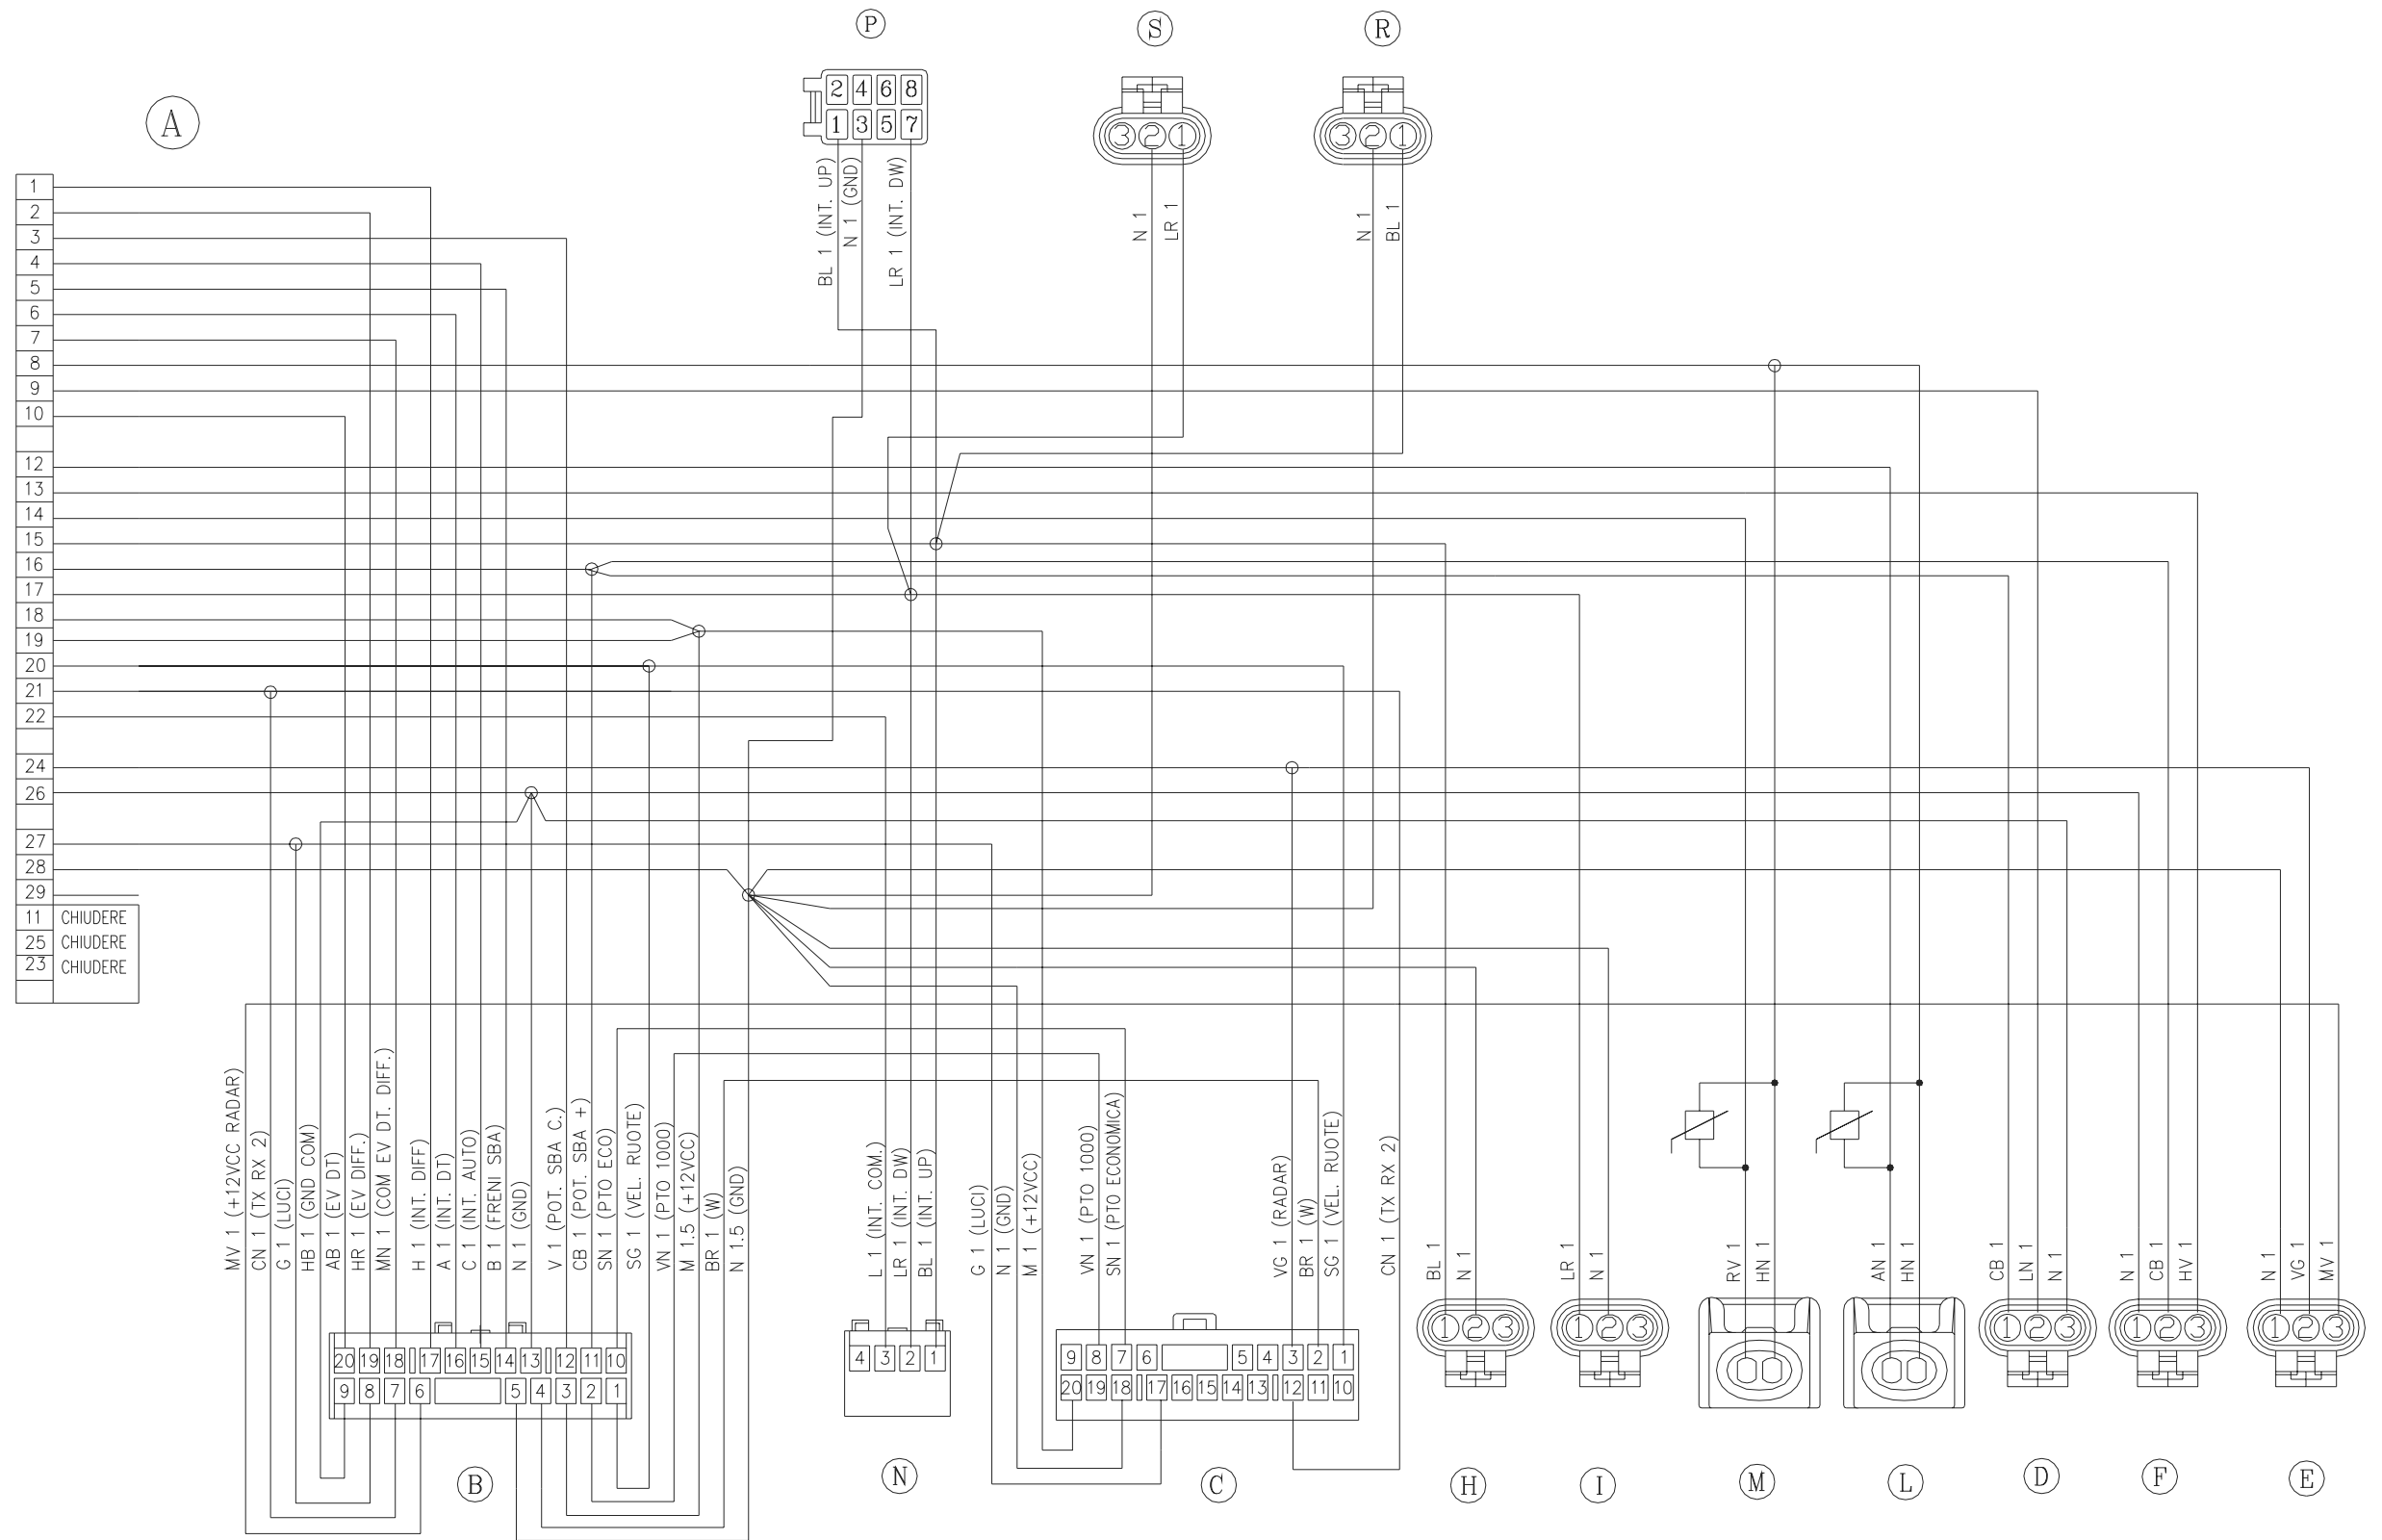 P
S
R
A
2 4 6 8
1 3 5 7
3 2 1
3 2 1
BL 1 (INT. UP)
N 1 (GND)
LR 1 (INT. DW)
N 1
LR 1
N 1
BL 1
1
2
3
4
5
6
7
8
9
10
12
13
14
15
16
17
18
19
20
21
22
24
26
27
28
29
11 CHIUDERE
25 CHIUDERE
23 CHIUDERE
MV 1 (+12VCC RADAR)
CN 1 (TX RX 2)
G 1 (LUCI)
HB 1 (GND COM)
AB 1 (EV DT)
HR 1 (EV DIFF.)
MN 1 (COM EV DT. DIFF.)
H 1 (INT. DIFF)
A 1 (INT. DT)
C 1 (INT. AUTO)
B 1 (FRENI SBA)
N 1 (GND)
V 1 (POT. SBA C.)
CB 1 (POT. SBA +)
SN 1 (PTO ECO)
SG 1 (VEL. RUOTE)
VN 1 (PTO 1000)
M 1.5 (+12VCC)
BR 1 (W)
N 1.5 (GND)
L 1 (INT. COM.)
LR 1 (INT. DW)
BL 1 (INT. UP)
G 1 (LUCI)
N 1 (GND)
M 1 (+12VCC)
VN 1 (PTO 1000)
SN 1 (PTO ECONOMICA)
VG 1 (RADAR)
BR 1 (W)
SG 1 (VEL. RUOTE)
CN 1 (TX RX 2)
BL 1
N 1
LR 1
N 1
RV 1
HN 1
AN 1
HN 1
CB 1
LN 1
N 1
N 1
CB 1
HV 1
N 1
VG 1
MV 1
20 19 18 17 16 15 14 13 12 11 10
9 8 7 6 5 4 3 2 1
4 3 2 1
9 8 7 6 5 4 3 2 1
20 19 18 17 16 15 14 13 12 11 10
1 2 3
1 2 3
1 2 3
1 2 3
1 2 3
B
N
C
H
I
M
L
D
F
E